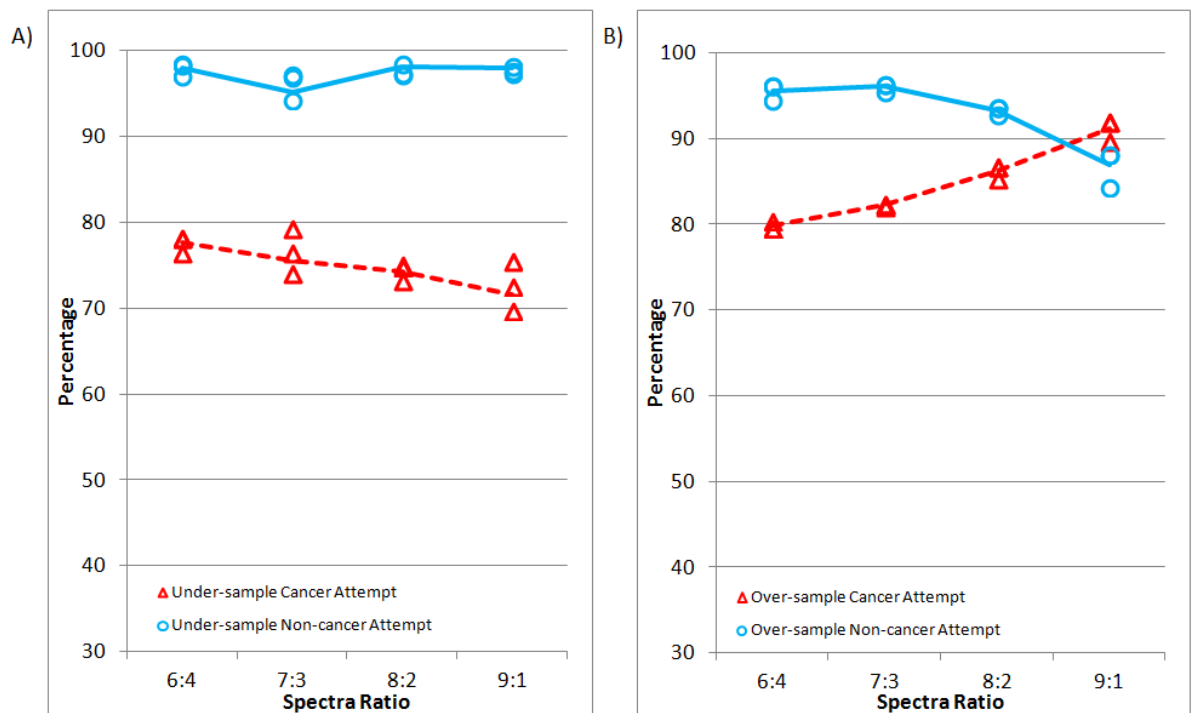 A)
100
90
80
70
60
50
40
30
Percentage
Under-sample Cancer Attempt
Under-sample Non-cancer Attempt
6:4 7:3 8:2 9:1
Spectra Ratio
B)
100
90
80
70
60
50
40
30
Percentage
Over-sample Cancer Attempt
Over-sample Non-cancer Attempt
6:4 7:3 8:2 9:1
Spectra Ratio